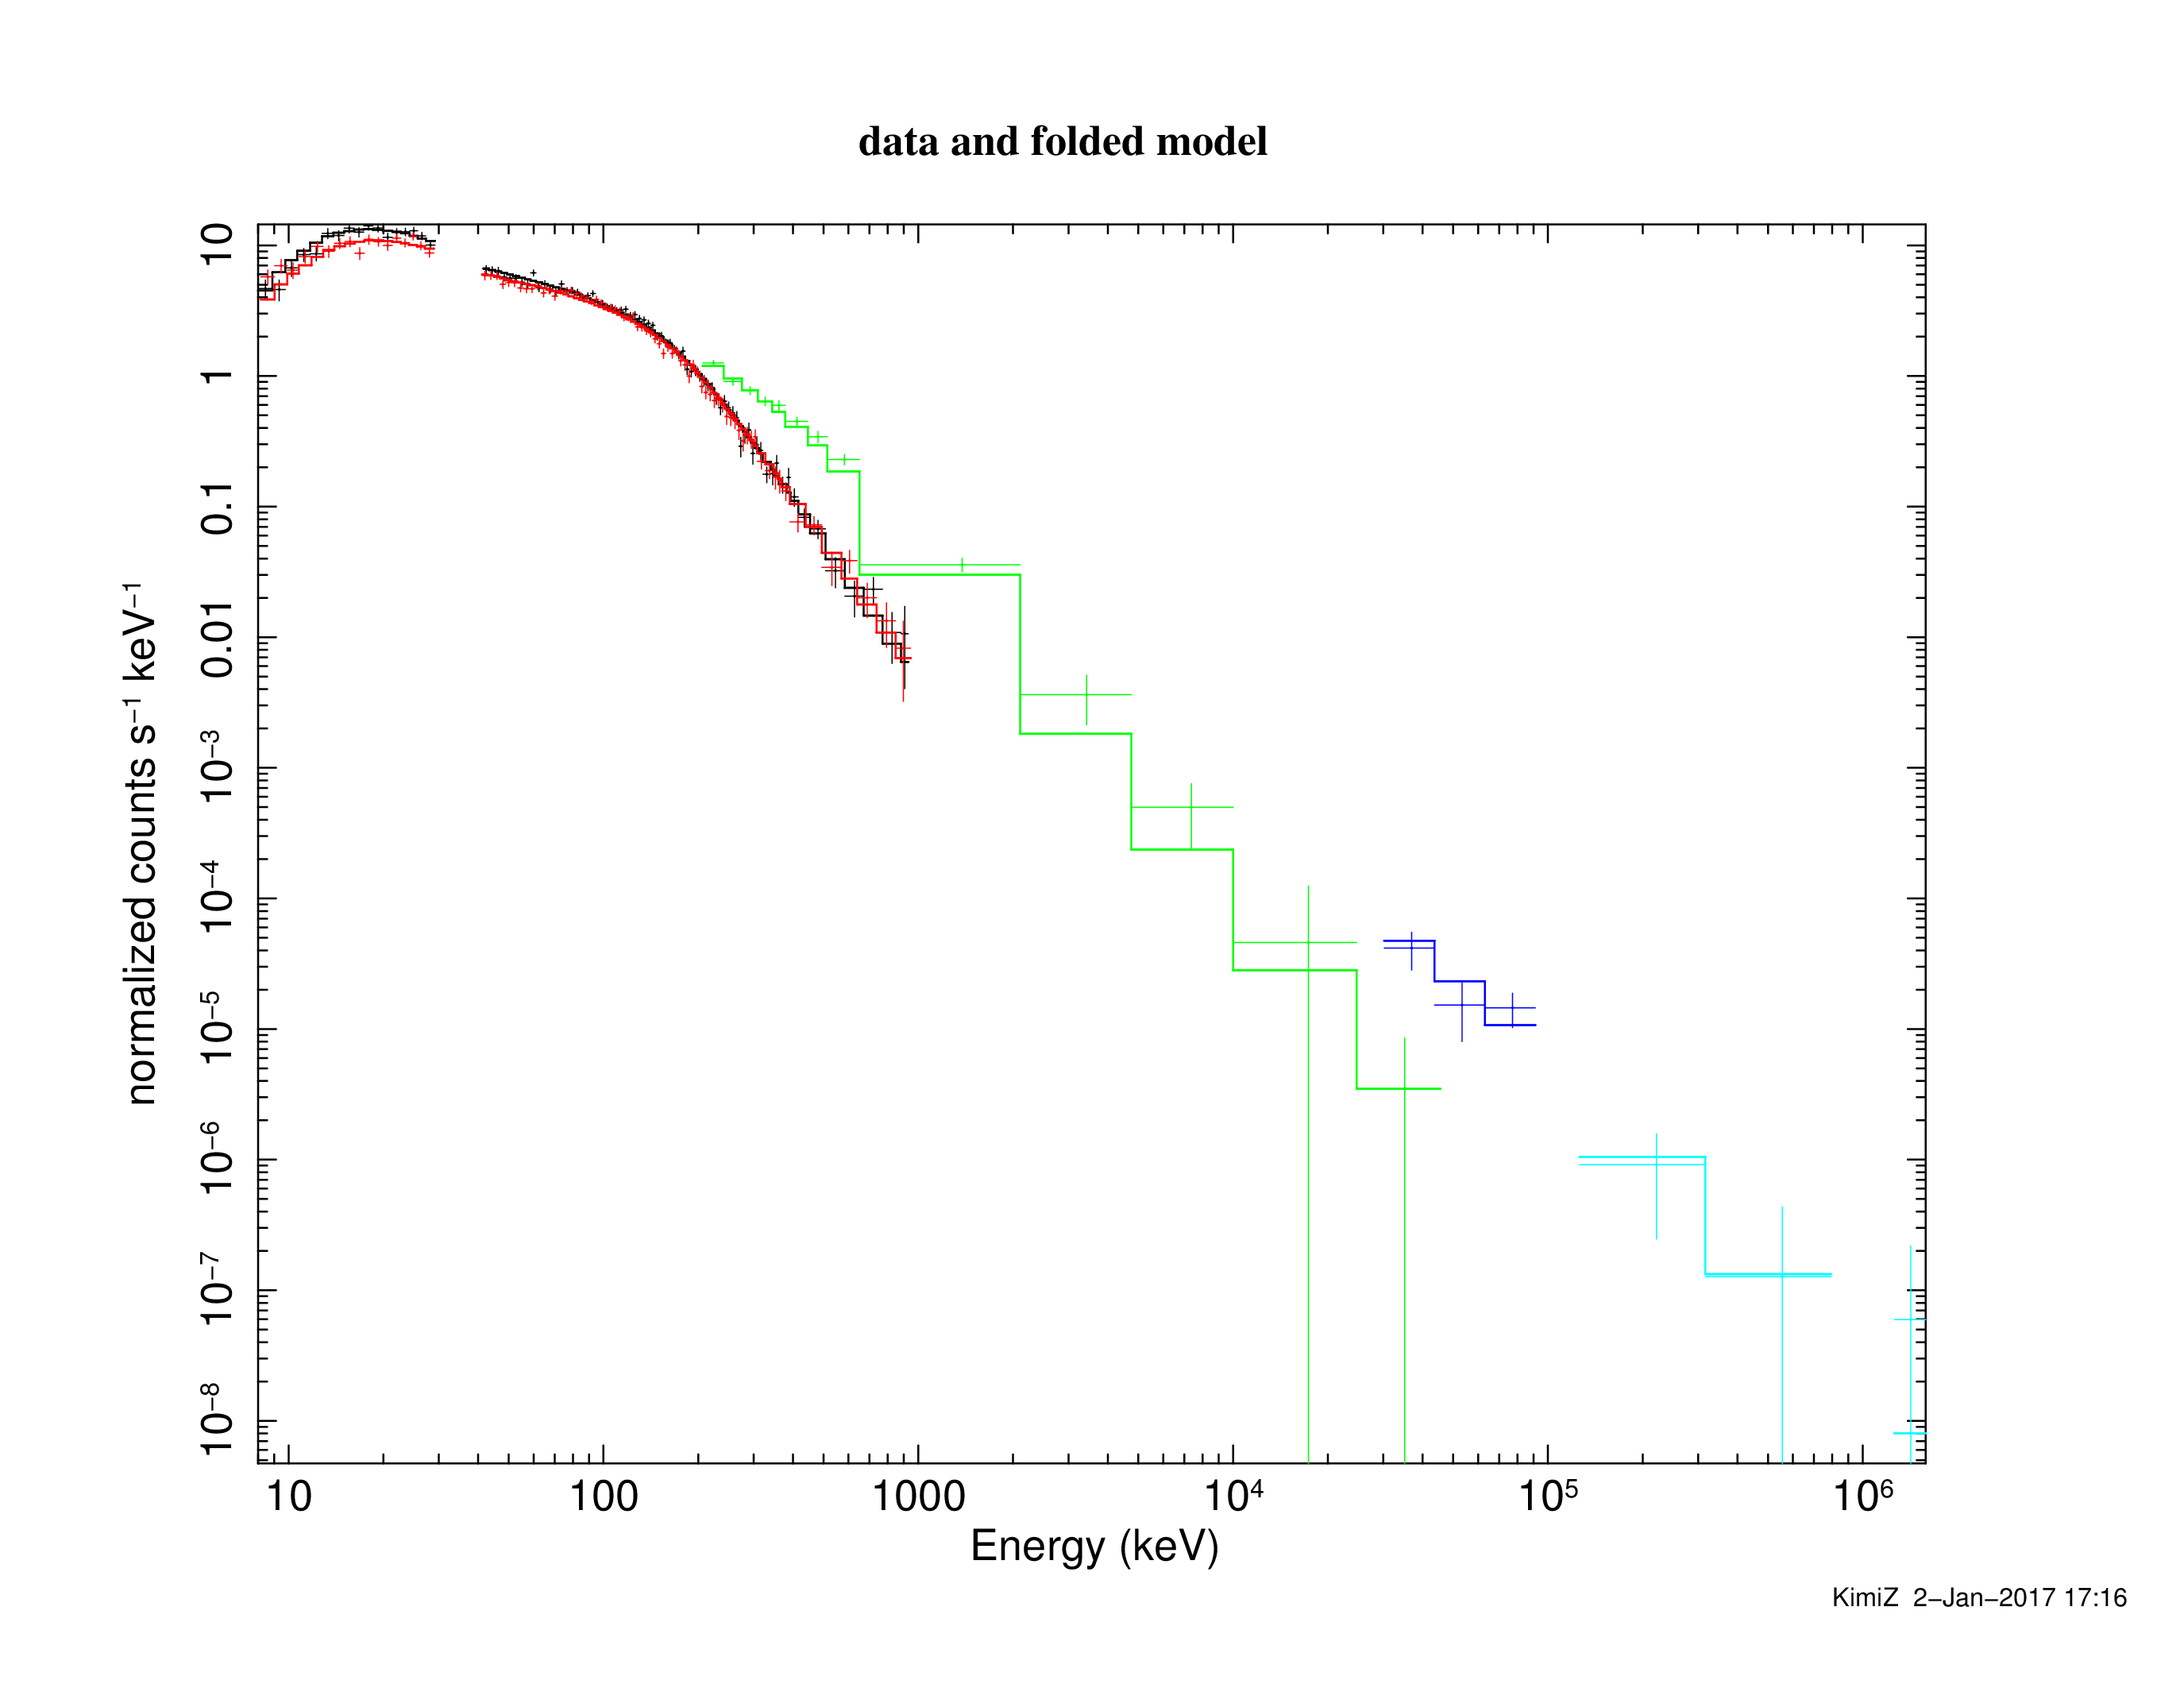 data and folded model
normalized counts s⁻¹ keV⁻¹
10
1
0.1
0.01
10⁻³
10⁻⁴
10⁻⁵
10⁻⁶
10⁻⁷
10⁻⁸
10 100 1000 10⁴ 10⁵ 10⁶
Energy (keV)
KimiZ 2-Jan-2017 17:16